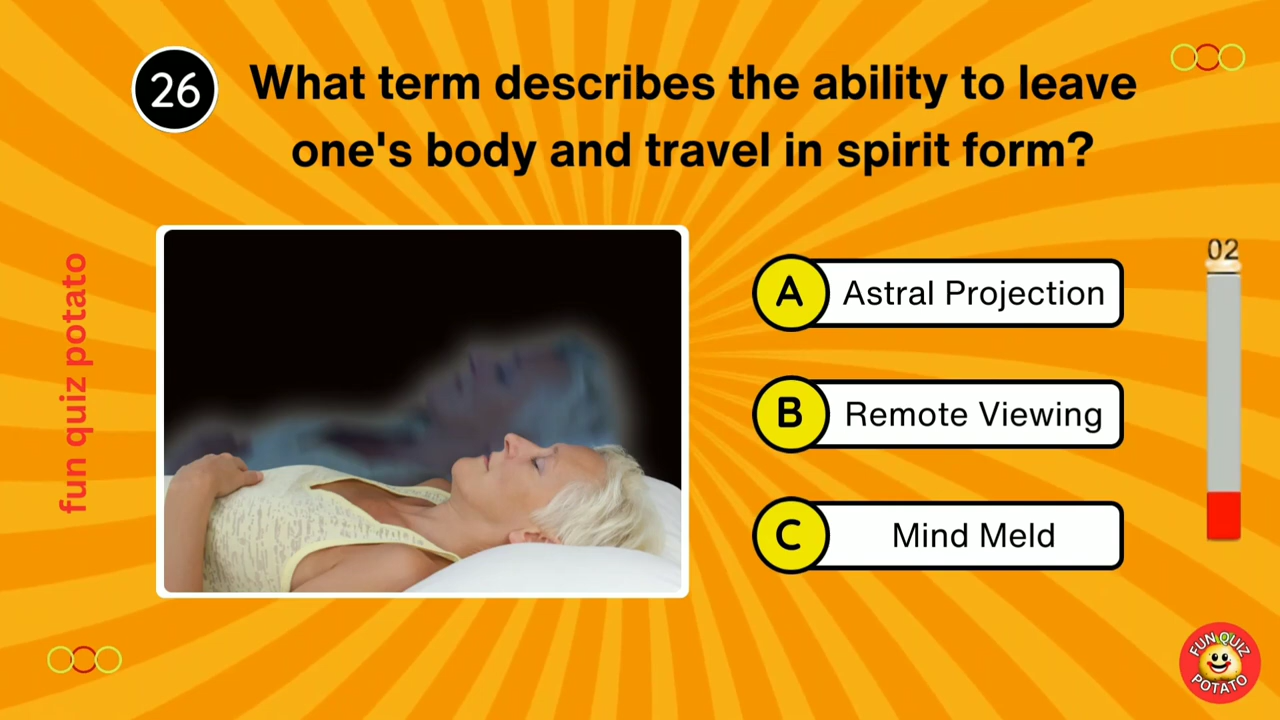 26
What term describes the ability to leave
one's body and travel in spirit form?
fun quiz potato
A Astral Projection
B Remote Viewing
C Mind Meld
02
FUN QUIZ
POTATO